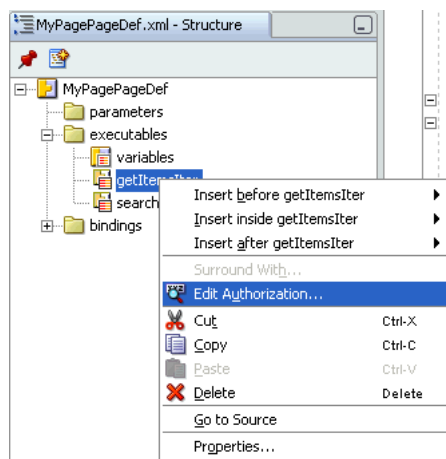 MyPagePageDef.xml - Structure
MyPagePageDef
parameters
executables
variables
getItemsIter
search
bindings
Insert before getItemsIter
Insert inside getItemsIter
Insert after getItemsIter
Surround With...
Edit Authorization...
Cut Ctrl-X
Copy Ctrl-C
Paste Ctrl-V
Delete Delete
Go to Source
Properties...